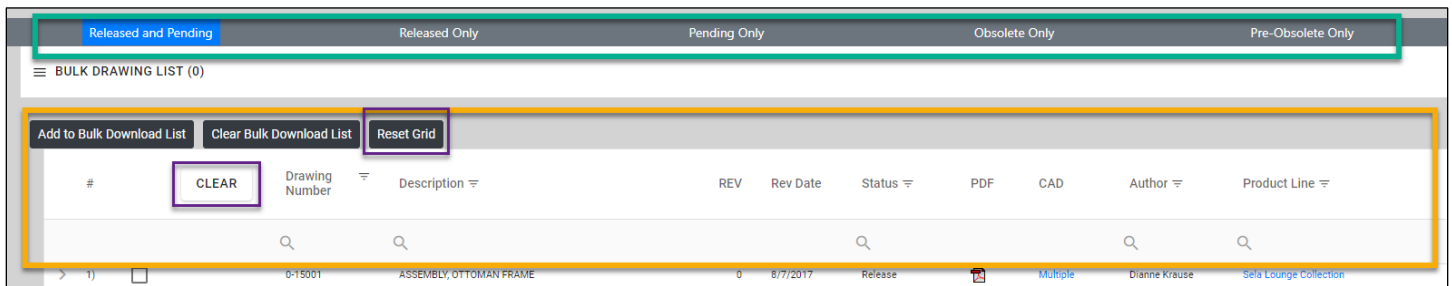 Released and Pending Released Only Pending Only Obsolete Only Pre-Obsolete Only
BULK DRAWING LIST (0)
Add to Bulk Download List Clear Bulk Download List Reset Grid
# CLEAR Drawing Number Description REV Rev Date Status PDF CAD Author Product Line
1) 0-15001 ASSEMBLY, OTTOMAN FRAME 0 8/7/2017 Release Multiple Dianne Krause Sela Lounge Collection